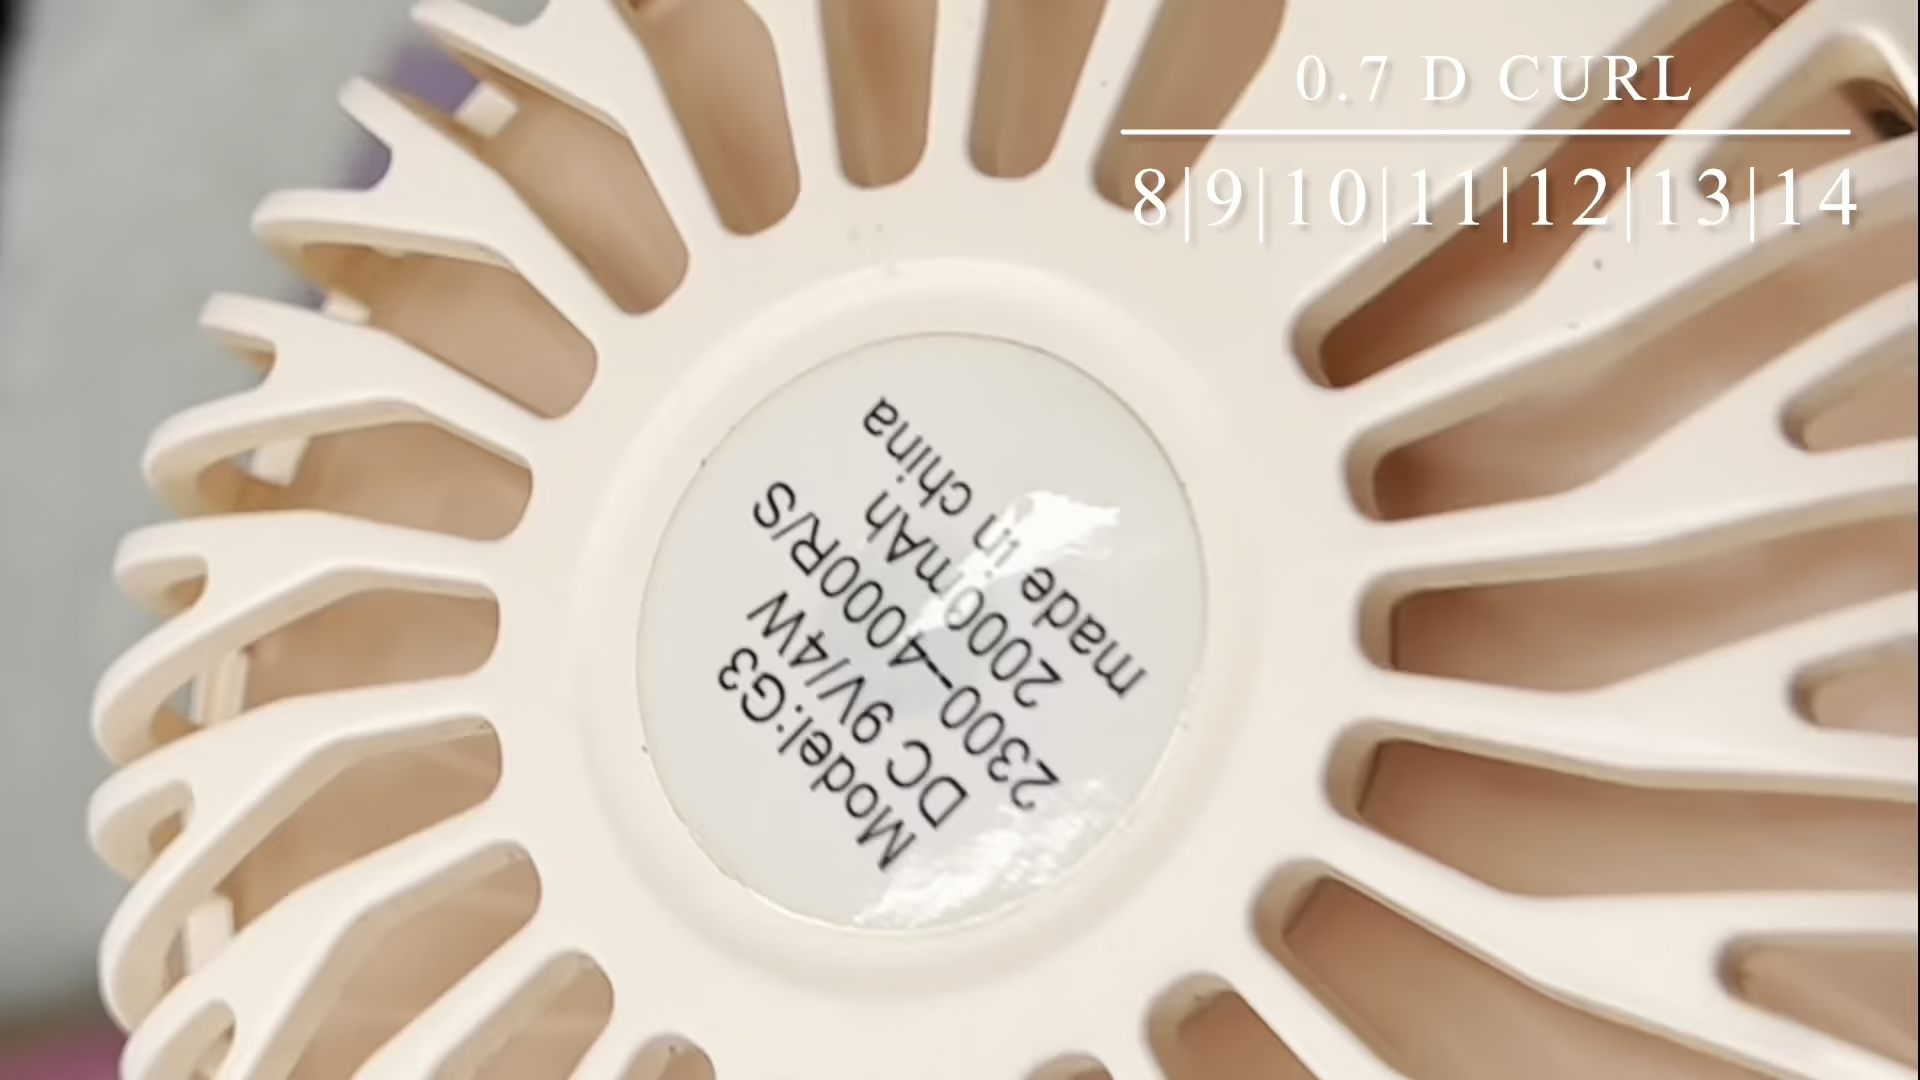 0.7 D CURL
8|9|10|11|12|13|14
Model:G3
DC 9V/4W
2300-4000R/S
2000mAh
made in china